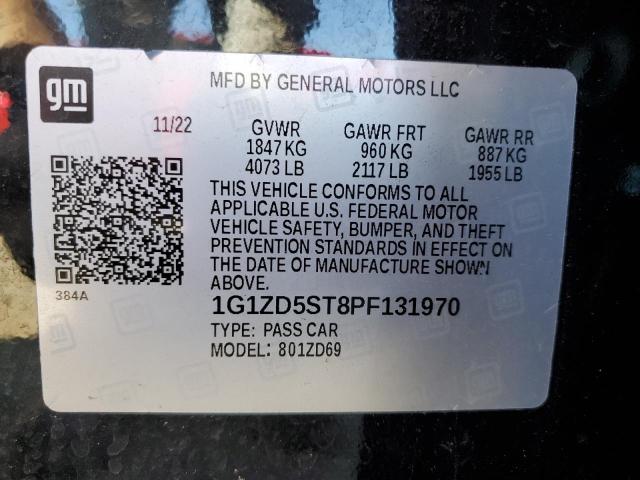 gm
MFD BY GENERAL MOTORS LLC
11/22 GVWR GAWR FRT GAWR RR
1847 KG 960 KG 887 KG
4073 LB 2117 LB 1955 LB
THIS VEHICLE CONFORMS TO ALL
APPLICABLE U.S. FEDERAL MOTOR
VEHICLE SAFETY, BUMPER, AND THEFT
PREVENTION STANDARDS IN EFFECT ON
THE DATE OF MANUFACTURE SHOWN
ABOVE.
384A
1G1ZD5ST8PF131970
TYPE: PASS CAR
MODEL: 801ZD69